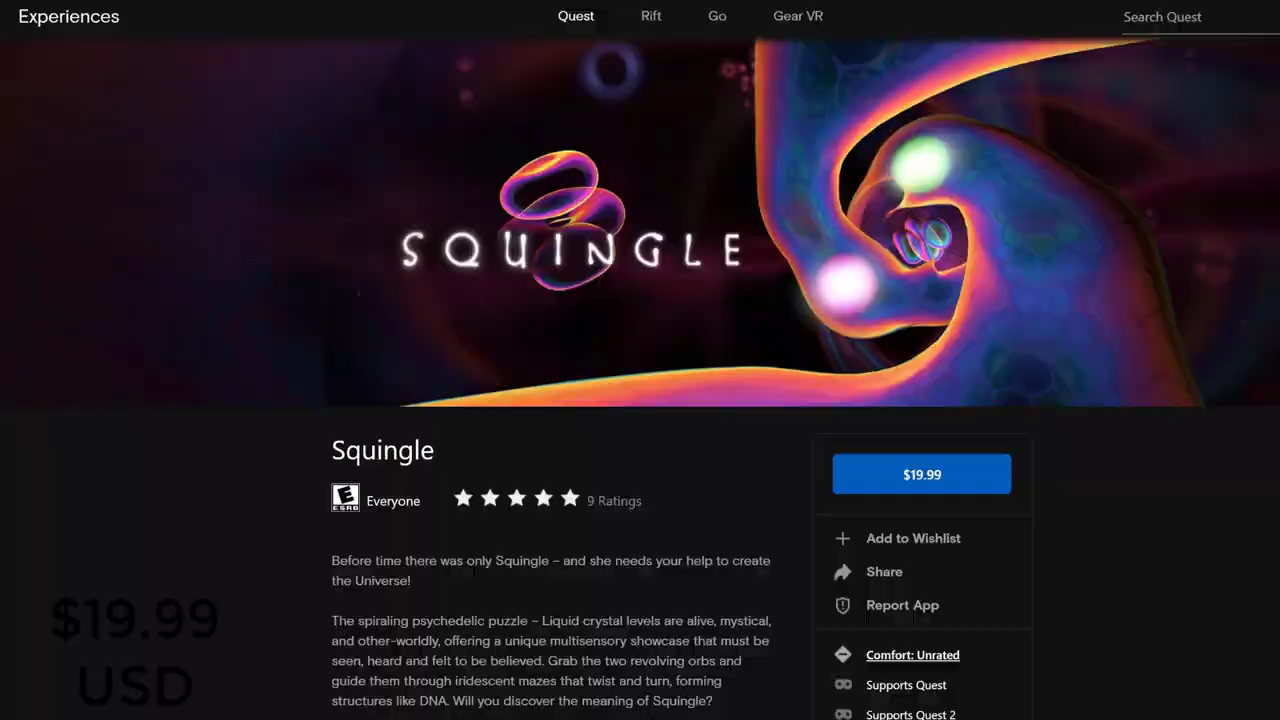 Experiences
Quest
Rift
Go
Gear VR
Search Quest
SQUINGLE
Squingle
E
ESRB
Everyone
9 Ratings
$19.99
Before time there was only Squingle – and she needs your help to create
the Universe!
The spiraling psychedelic puzzle – Liquid crystal levels are alive, mystical,
and other-worldly, offering a unique multisensory showcase that must be
seen, heard and felt to be believed. Grab the two revolving orbs and
guide them through iridescent mazes that twist and turn, forming
structures like DNA. Will you discover the meaning of Squingle?
Add to Wishlist
Share
Report App
Comfort: Unrated
Supports Quest
Supports Quest 2
$19.99
USD